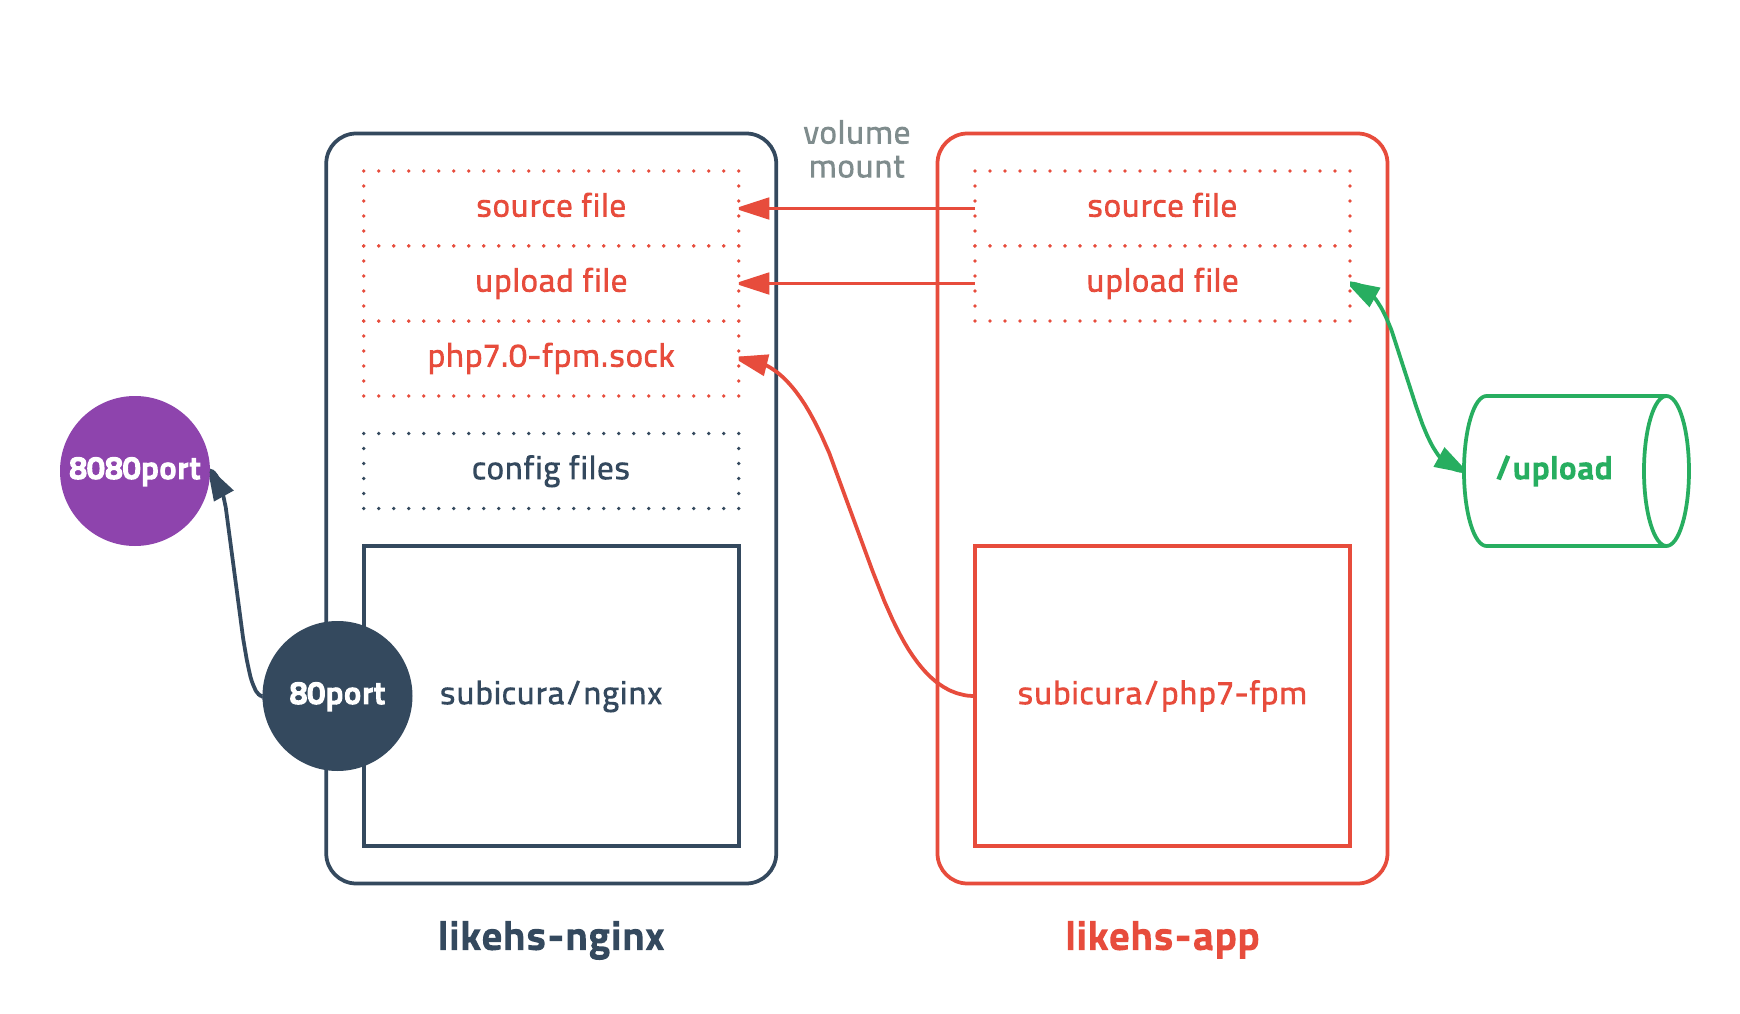 volume
mount
source file
source file
upload file
upload file
php7.0-fpm.sock
8080port
config files
/upload
80port
subicura/nginx
subicura/php7-fpm
likehs-nginx
likehs-app